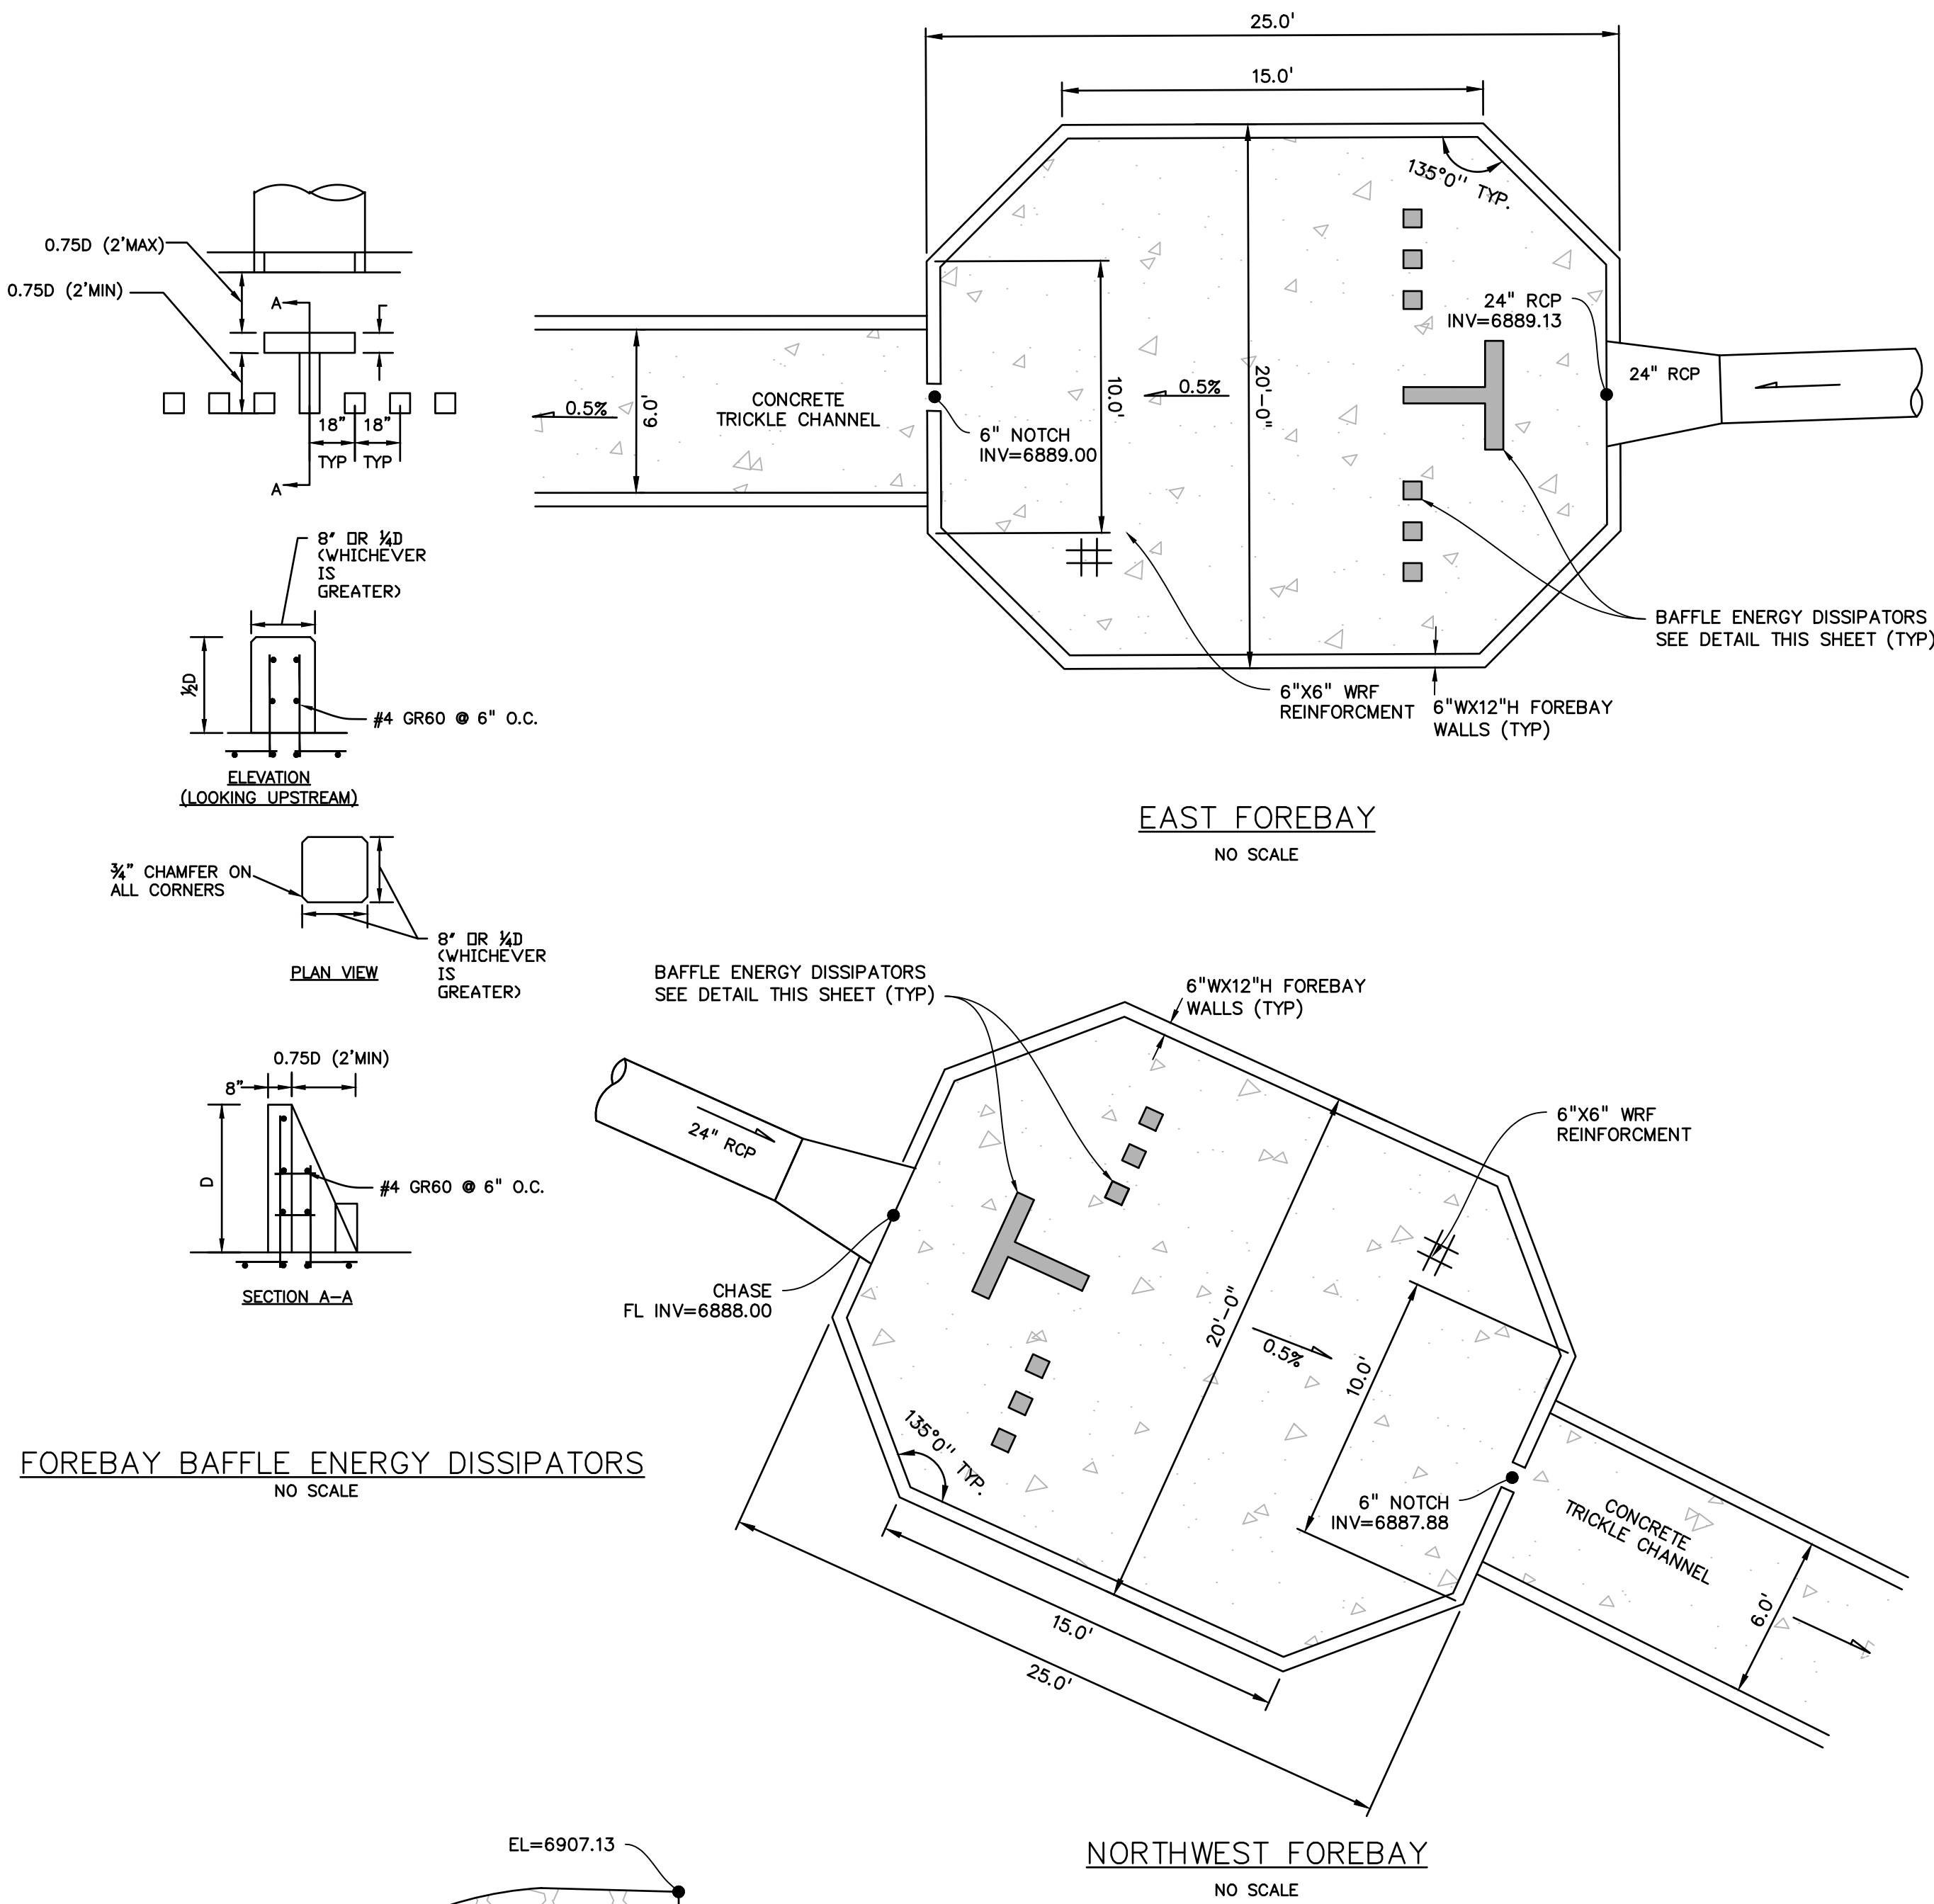 0.75D (2'MAX)
0.75D (2'MIN)
A
A
18"
18"
TYP
TYP
8" OR ¼D
(WHICHEVER
IS
GREATER)
½D
#4 GR60 @ 6" O.C.
ELEVATION
(LOOKING UPSTREAM)
¾" CHAMFER ON
ALL CORNERS
8" OR ¼D
(WHICHEVER
IS
GREATER)
PLAN VIEW
0.75D (2'MIN)
8"
D
#4 GR60 @ 6" O.C.
SECTION A-A
FOREBAY BAFFLE ENERGY DISSIPATORS
NO SCALE
25.0'
15.0'
135°0'' TYP.
24" RCP
INV=6889.13
24" RCP
0.5%
6.0'
CONCRETE
TRICKLE CHANNEL
6" NOTCH
INV=6889.00
10.0'
0.5%
20'-0"
BAFFLE ENERGY DISSIPATORS
SEE DETAIL THIS SHEET (TYP)
6"X6" WRF
REINFORCMENT
6"WX12"H FOREBAY
WALLS (TYP)
EAST FOREBAY
NO SCALE
BAFFLE ENERGY DISSIPATORS
SEE DETAIL THIS SHEET (TYP)
6"WX12"H FOREBAY
WALLS (TYP)
24" RCP
6"X6" WRF
REINFORCMENT
CHASE
FL INV=6888.00
20'-0"
0.5%
10.0'
135°0'' TYP.
6" NOTCH
INV=6887.88
CONCRETE
TRICKLE CHANNEL
6.0'
15.0'
25.0'
NORTHWEST FOREBAY
NO SCALE
EL=6907.13